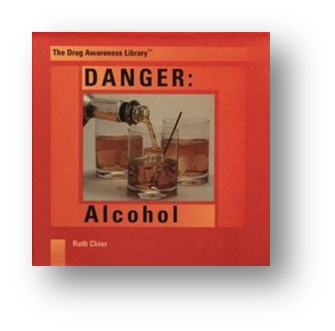 The Drug Awareness Library™
DANGER:
Alcohol
Ruth Chier